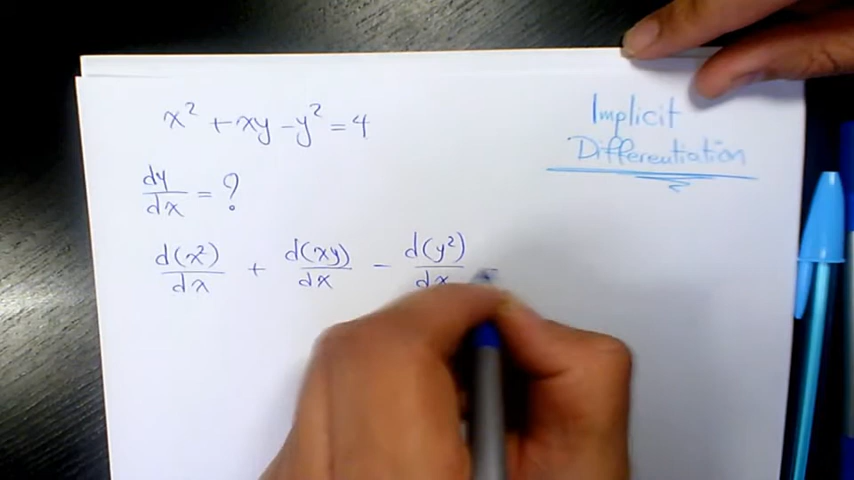 x² + xy - y² = 4
Implicit
Differentiation
dy/dx = ?
d(x²)/dx + d(xy)/dx - d(y²)/dx =